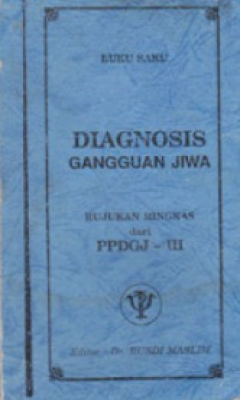 BUKU SAKU
DIAGNOSIS
GANGGUAN JIWA
RUJUKAN RINGKAS
dari
PPDGJ - III
Editor : Dr. RUSDI MASLIM